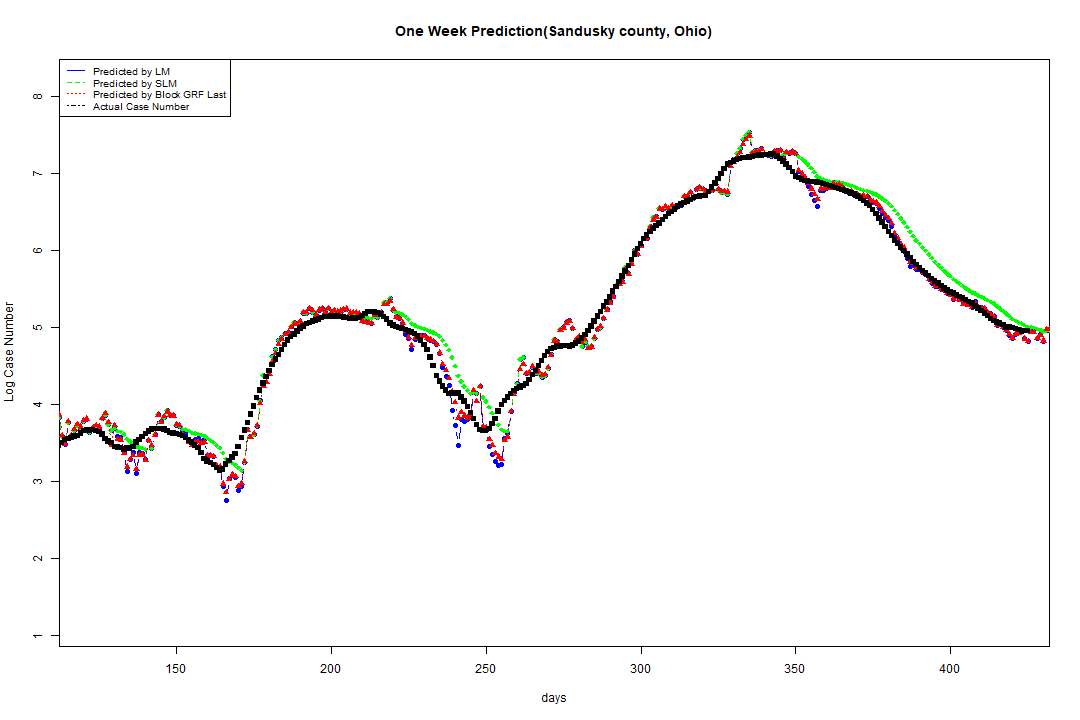 One Week Prediction(Sandusky county, Ohio)
Predicted by LM
Predicted by SLM
Predicted by Block GRF Last
Actual Case Number
8
7
6
5
4
3
2
1
Log Case Number
150 200 250 300 350 400
days